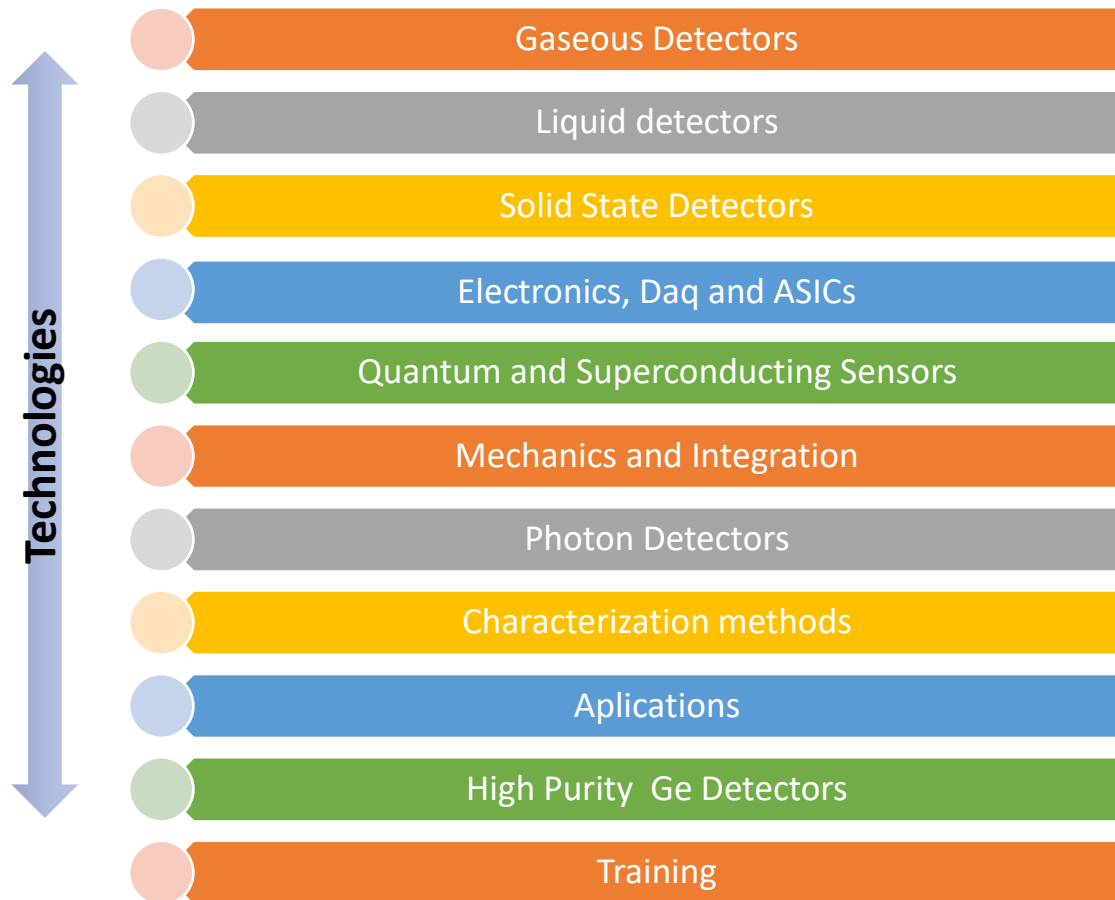 Technologies
Gaseous Detectors
Liquid detectors
Solid State Detectors
Electronics, Daq and ASICs
Quantum and Superconducting Sensors
Mechanics and Integration
Photon Detectors
Characterization methods
Aplications
High Purity  Ge Detectors
Training